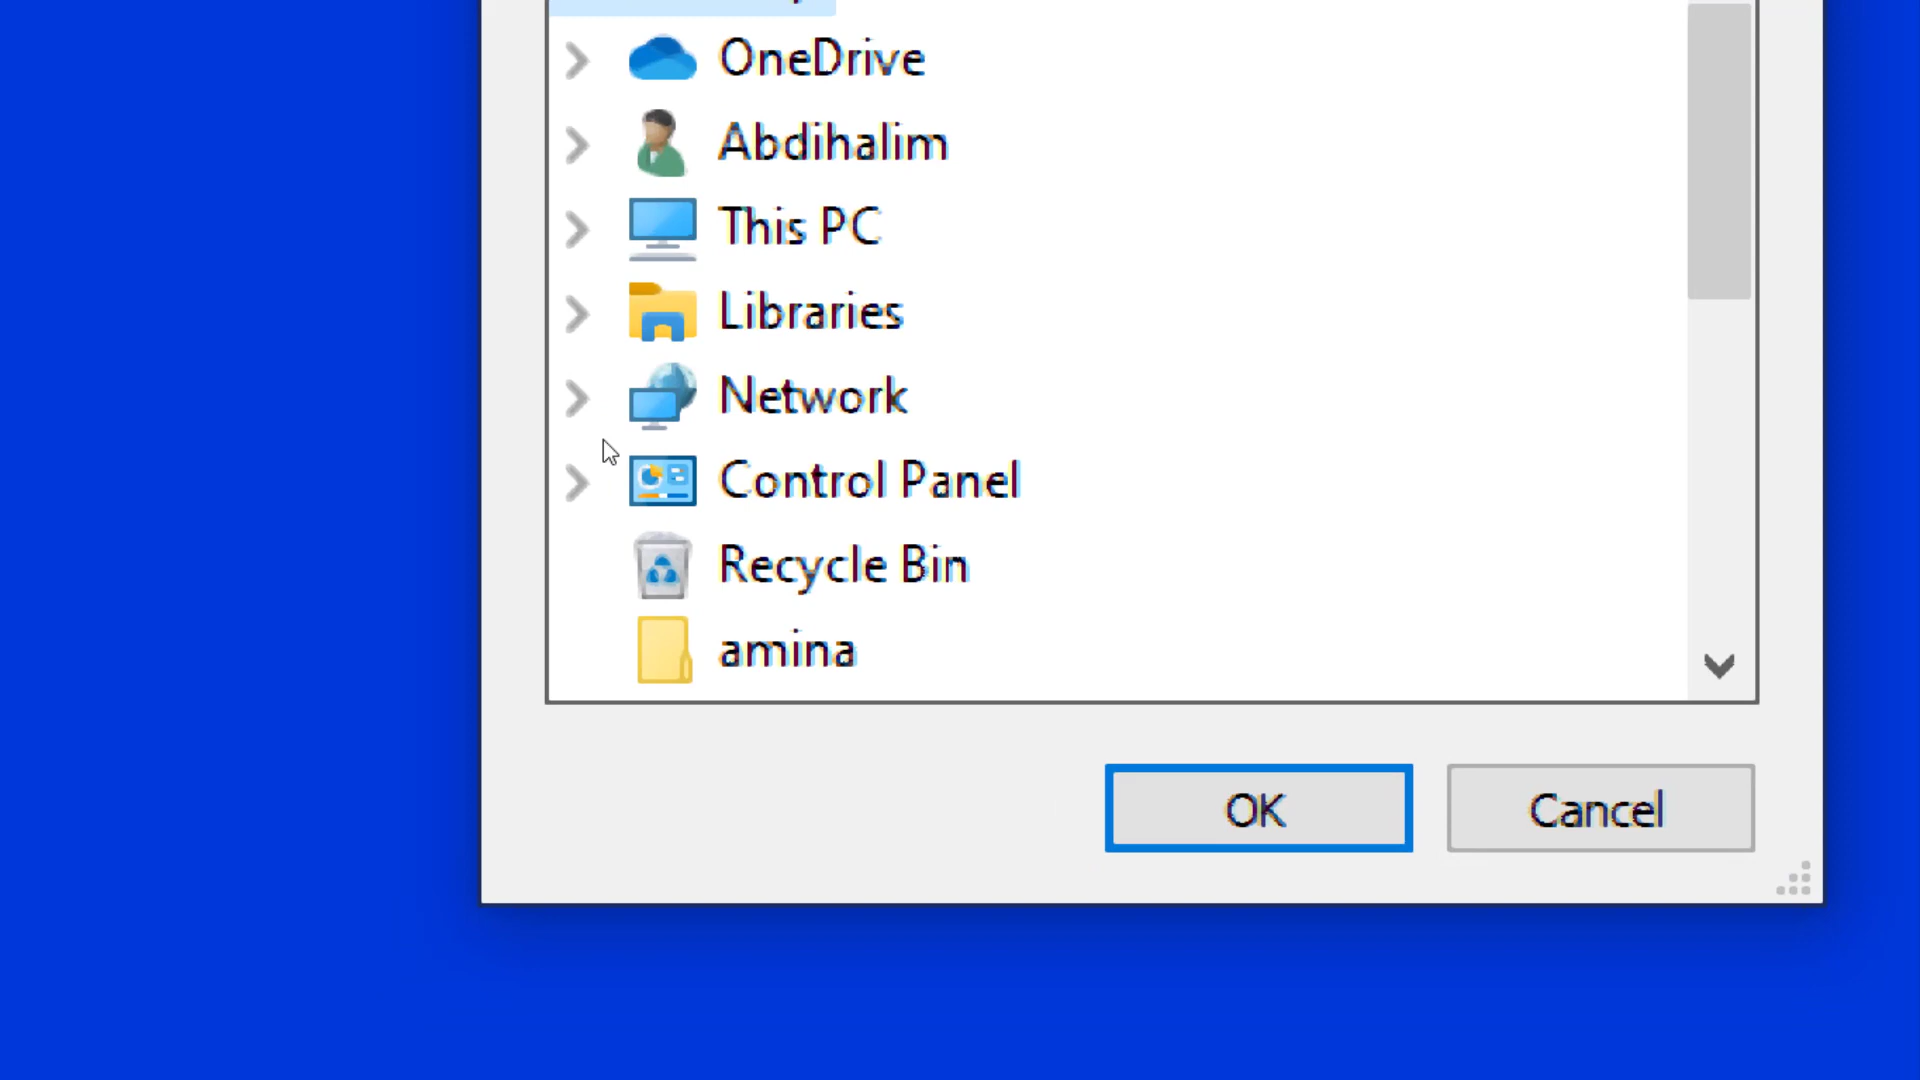 OneDrive
Abdihalim
This PC
Libraries
Network
Control Panel
Recycle Bin
amina
OK
Cancel